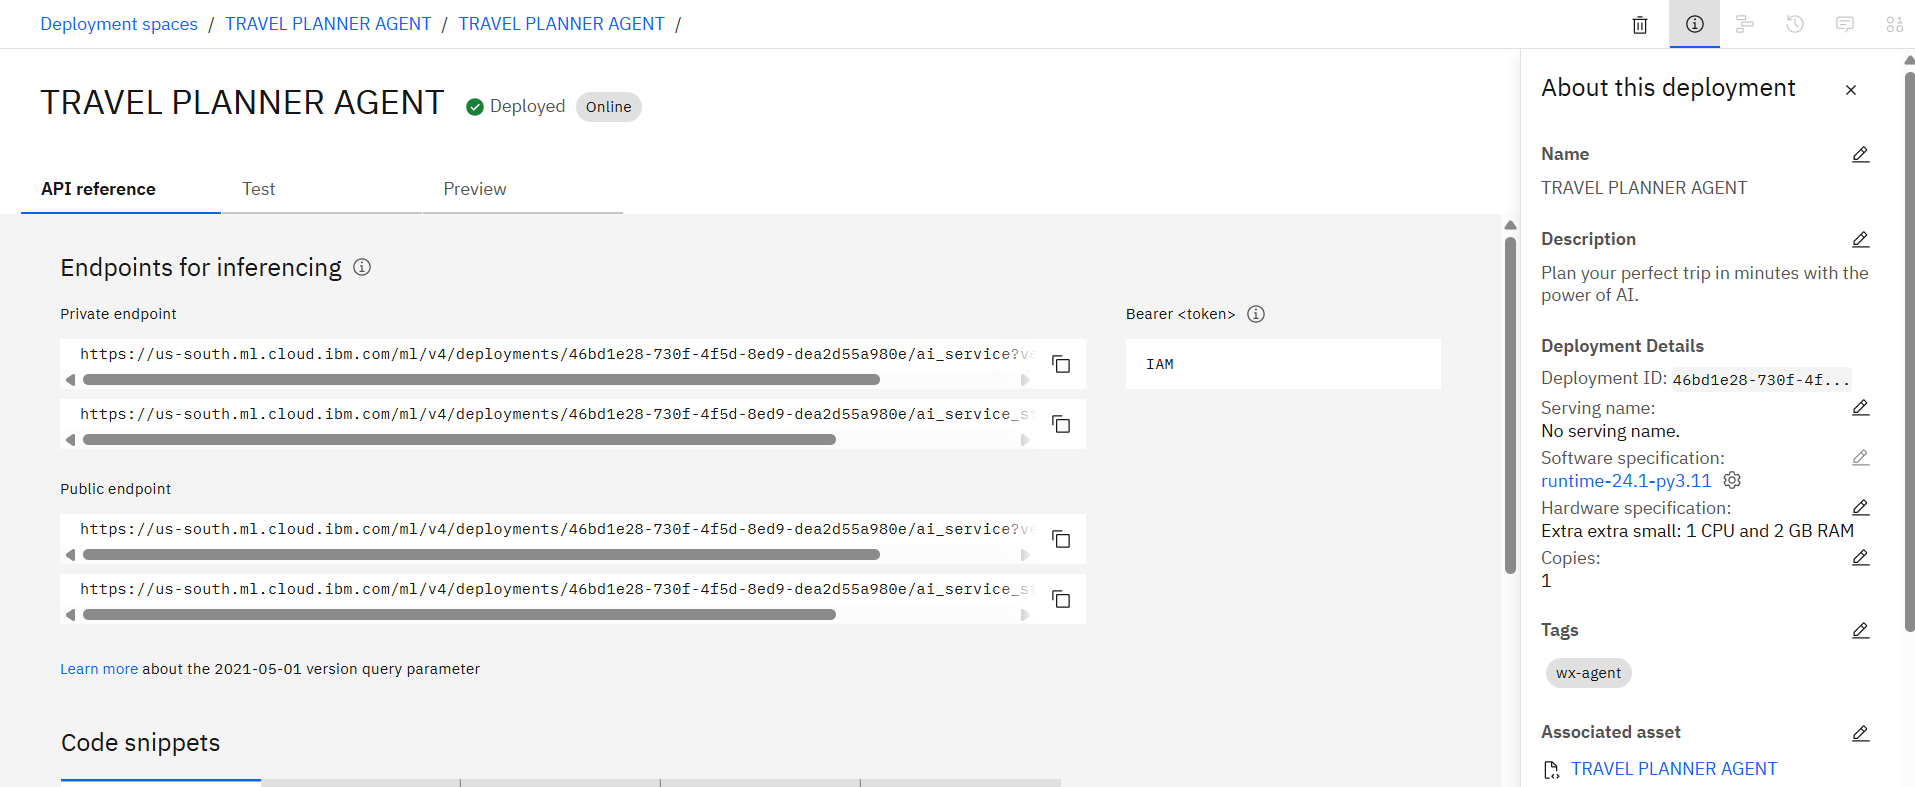 Deployment spaces / TRAVEL PLANNER AGENT / TRAVEL PLANNER AGENT /
TRAVEL PLANNER AGENT Deployed Online
API reference Test Preview
Endpoints for inferencing
Private endpoint
https://us-south.ml.cloud.ibm.com/ml/v4/deployments/46bd1e28-730f-4f5d-8ed9-dea2d55a980e/ai_service?ve
https://us-south.ml.cloud.ibm.com/ml/v4/deployments/46bd1e28-730f-4f5d-8ed9-dea2d55a980e/ai_service_st
Public endpoint
https://us-south.ml.cloud.ibm.com/ml/v4/deployments/46bd1e28-730f-4f5d-8ed9-dea2d55a980e/ai_service?ve
https://us-south.ml.cloud.ibm.com/ml/v4/deployments/46bd1e28-730f-4f5d-8ed9-dea2d55a980e/ai_service_st
Learn more about the 2021-05-01 version query parameter
Code snippets
Bearer <token>
IAM
About this deployment
Name
TRAVEL PLANNER AGENT
Description
Plan your perfect trip in minutes with the
power of AI.
Deployment Details
Deployment ID: 46bd1e28-730f-4f...
Serving name:
No serving name.
Software specification:
runtime-24.1-py3.11
Hardware specification:
Extra extra small: 1 CPU and 2 GB RAM
Copies:
1
Tags
wx-agent
Associated asset
TRAVEL PLANNER AGENT